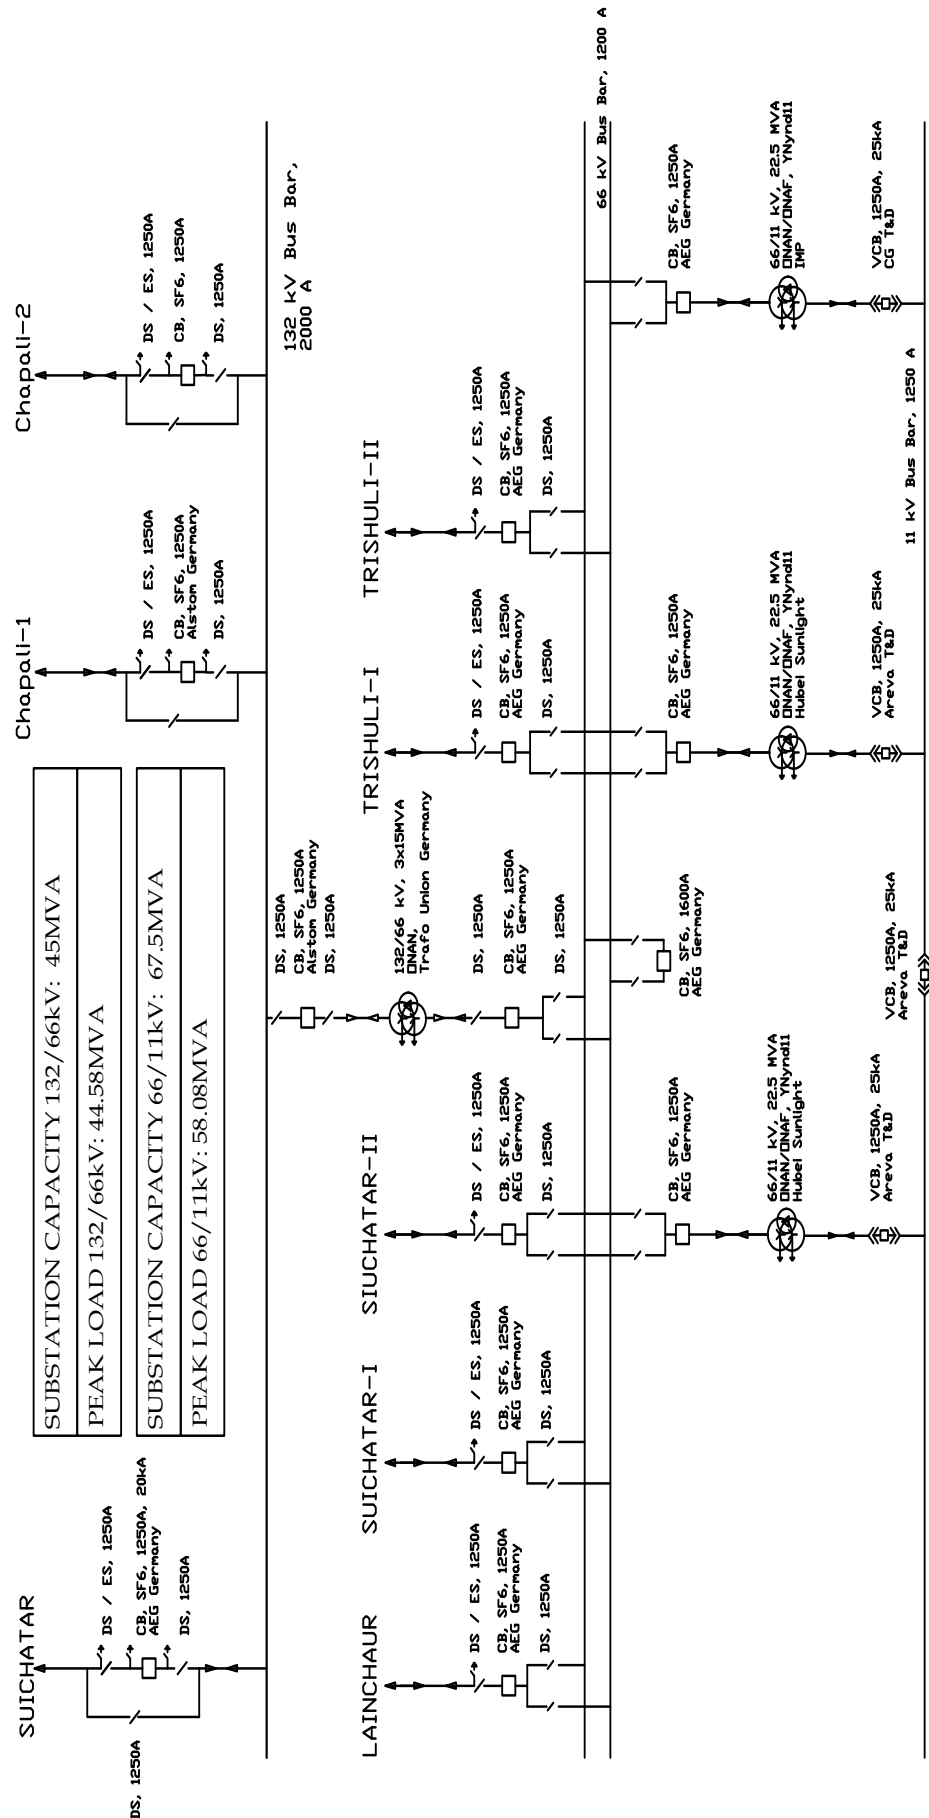 SUICHATAR
DS / ES, 1250A
CB, SF6, 1250A, 20kA
AEG Germany
DS, 1250A
DS, 1250A
SUBSTATION CAPACITY 132/66kV: 45MVA
PEAK LOAD 132/66kV: 44.58MVA
SUBSTATION CAPACITY 66/11kV: 67.5MVA
PEAK LOAD 66/11kV: 58.08MVA
Chapali-1
DS / ES, 1250A
CB, SF6, 1250A
Alstom Germany
DS, 1250A
Chapali-2
DS / ES, 1250A
CB, SF6, 1250A
DS, 1250A
132 kV Bus Bar,
2000 A
DS, 1250A
CB, SF6, 1250A
Alstom Germany
DS, 1250A
132/66 kV, 3x15MVA
ONAN,
Trafo Union Germany
DS, 1250A
CB, SF6, 1250A
AEG Germany
DS, 1250A
LAINCHAUR
DS / ES, 1250A
CB, SF6, 1250A
AEG Germany
DS, 1250A
SUICHATAR-I
DS / ES, 1250A
CB, SF6, 1250A
AEG Germany
DS, 1250A
SIUCHATAR-II
DS / ES, 1250A
CB, SF6, 1250A
AEG Germany
DS, 1250A
TRISHULI-I
DS / ES, 1250A
CB, SF6, 1250A
AEG Germany
DS, 1250A
TRISHULI-II
DS / ES, 1250A
CB, SF6, 1250A
AEG Germany
DS, 1250A
66 kV Bus Bar, 1200 A
CB, SF6, 1250A
AEG Germany
66/11 kV, 22.5 MVA
ONAN/ONAF, YNynd11
Hubei Sunlight
VCB, 1250A, 25kA
Areva T&D
CB, SF6, 1600A
AEG Germany
VCB, 1250A, 25kA
Areva T&D
CB, SF6, 1250A
AEG Germany
66/11 kV, 22.5 MVA
ONAN/ONAF, YNynd11
Hubei Sunlight
VCB, 1250A, 25kA
Areva T&D
CB, SF6, 1250A
AEG Germany
66/11 kV, 22.5 MVA
ONAN/ONAF, YNynd11
IMP
VCB, 1250A, 25kA
CG T&D
11 kV Bus Bar, 1250 A